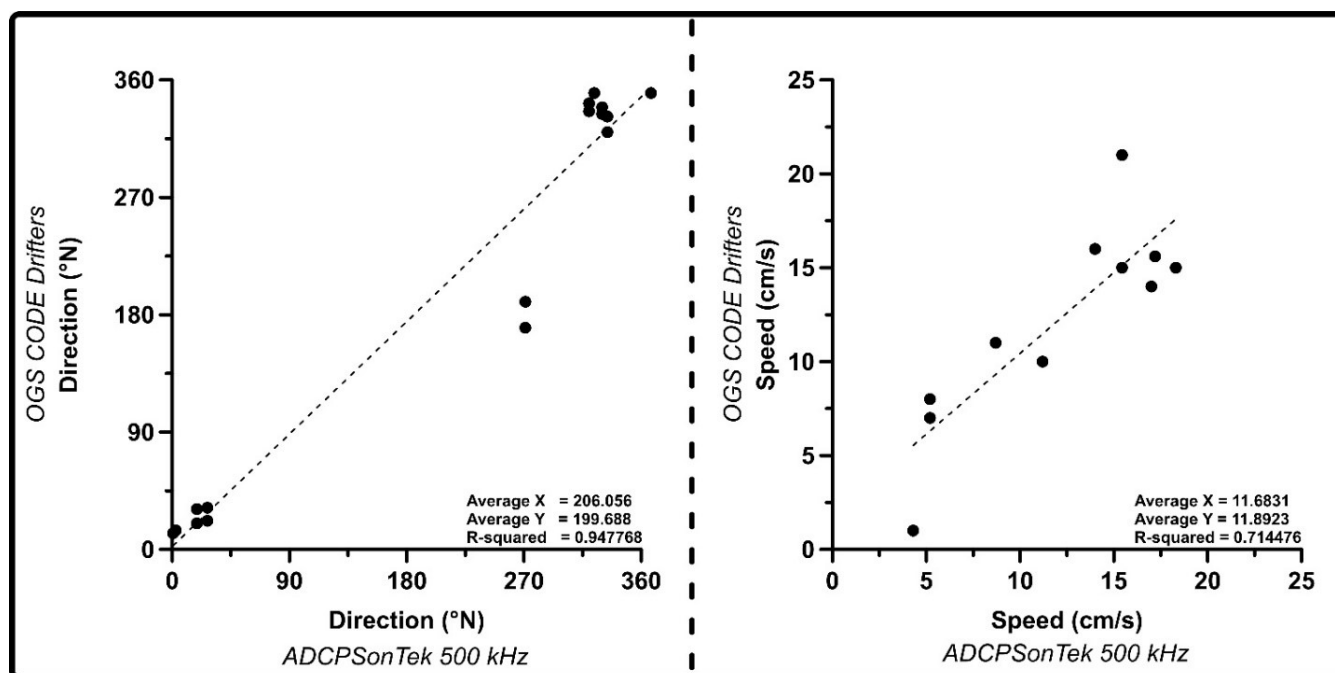 OGS CODE Drifters
Direction (°N)
360
270
180
90
0
0 90 180 270 360
Average X = 206.056
Average Y = 199.688
R-squared = 0.947768
Direction (°N)
ADCPSonTek 500 kHz
OGS CODE Drifters
Speed (cm/s)
25
20
15
10
5
0
0 5 10 15 20 25
Average X = 11.6831
Average Y = 11.8923
R-squared = 0.714476
Speed (cm/s)
ADCPSonTek 500 kHz